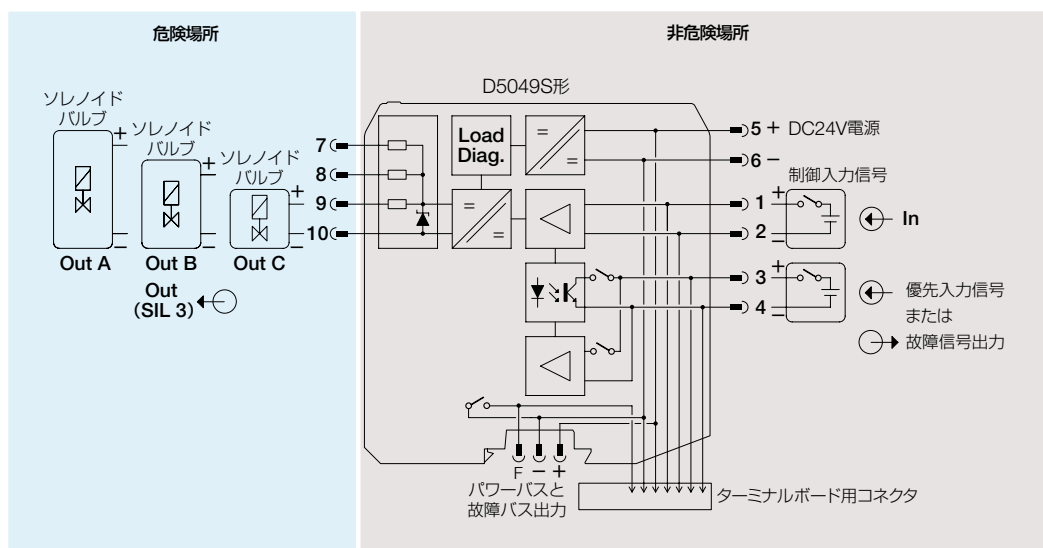 危険場所
非危険場所
D5049S形
ソレノイド
バルブ
ソレノイド
バルブ
ソレノイド
バルブ
+
−
+
−
+
−
Out A
Out B
Out C
Out
(SIL 3)
7
8
9
10
Load
Diag.
5 + DC24V電源
6 −
制御入力信号
1 +
2 −
In
3 +
4 −
優先入力信号
または
故障信号出力
F − +
パワーバスと
故障バス出力
ターミナルボード用コネクタ